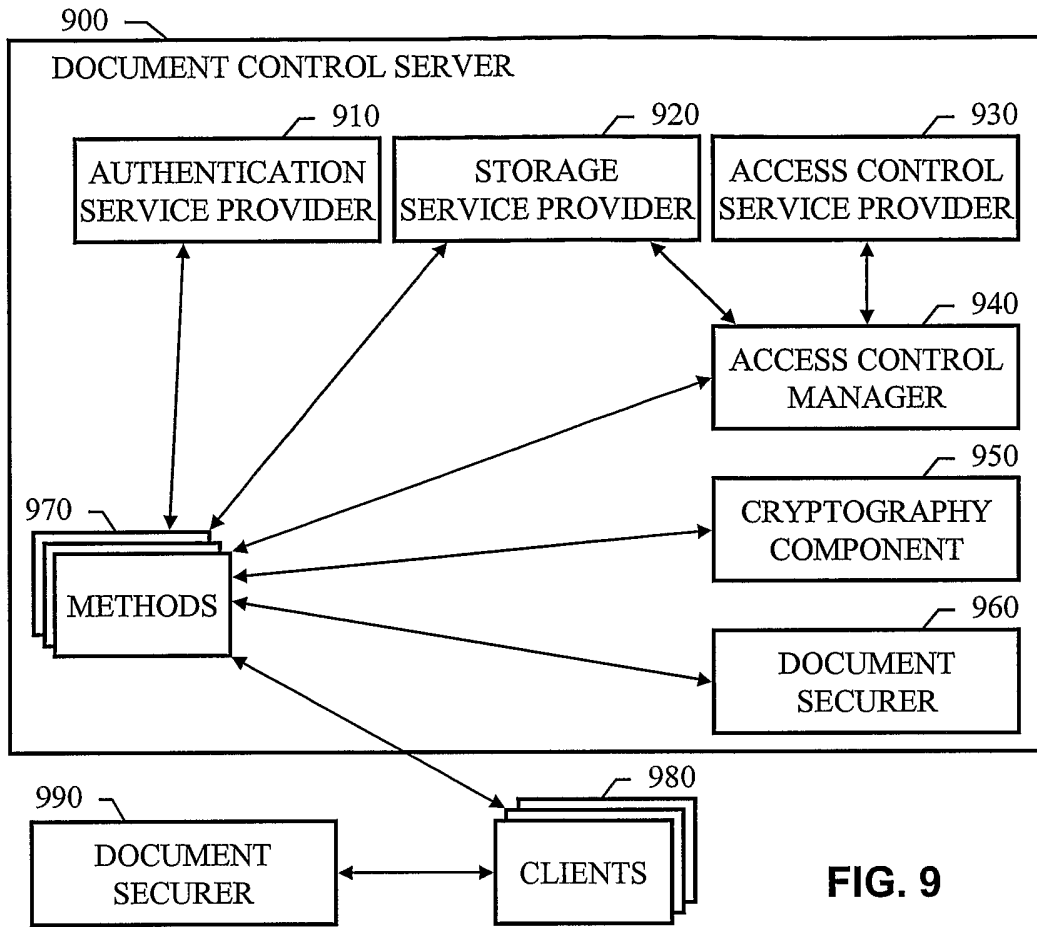 900
DOCUMENT CONTROL SERVER
910
920
930
AUTHENTICATION
SERVICE PROVIDER
STORAGE
SERVICE PROVIDER
ACCESS CONTROL
SERVICE PROVIDER
940
ACCESS CONTROL
MANAGER
950
CRYPTOGRAPHY
COMPONENT
970
METHODS
960
DOCUMENT
SECURER
990
DOCUMENT
SECURER
980
CLIENTS
FIG. 9